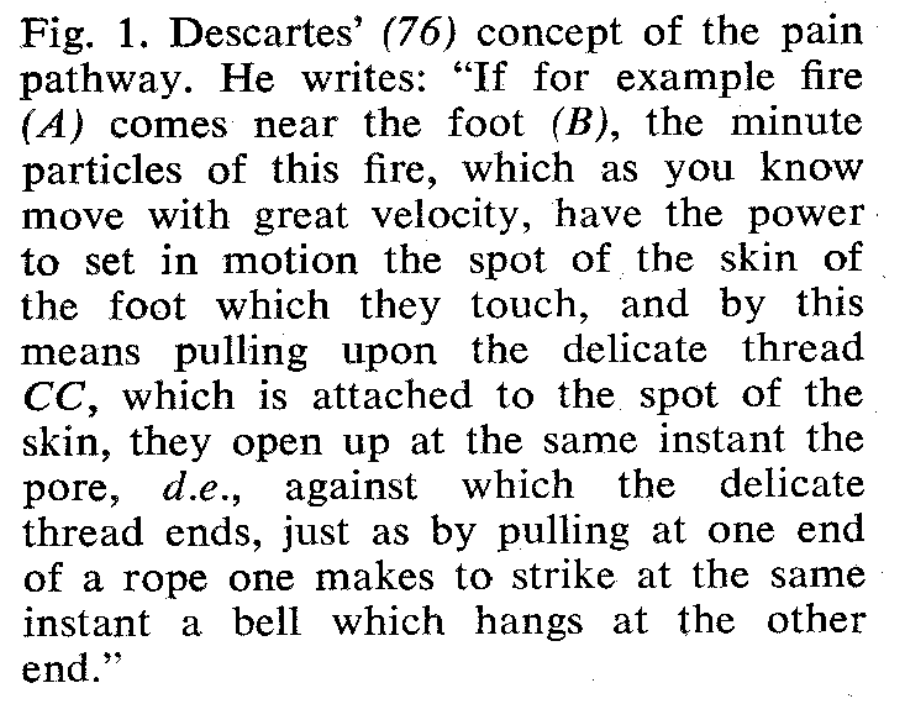 Fig. 1. Descartes’ (76) concept of the pain
pathway. He writes: “If for example fire
(A) comes near the foot (B), the minute
particles of this fire, which as you know
move with great velocity, have the power
to set in motion the spot of the skin of
the foot which they touch, and by this
means pulling upon the delicate thread
CC, which is attached to the spot of the
skin, they open up at the same instant the
pore, d.e., against which the delicate
thread ends, just as by pulling at one end
of a rope one makes to strike at the same
instant a bell which hangs at the other
end.”